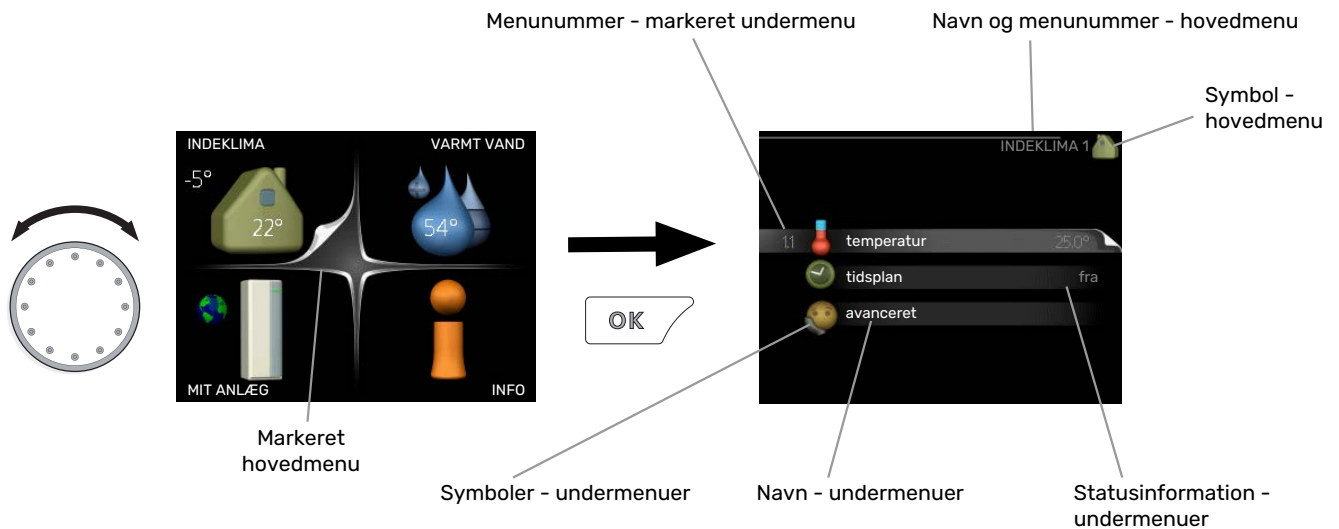 Menunummer - markeret undermenu
Navn og menunummer - hovedmenu
Symbol -
hovedmenu
INDEKLIMA
VARMT VAND
-5°
22°
54°
MIT ANLÆG
INFO
OK
INDEKLIMA 1
1.1
temperatur
25.0°
tidsplan
fra
avanceret
Markeret
hovedmenu
Symboler - undermenuer
Navn - undermenuer
Statusinformation -
undermenuer